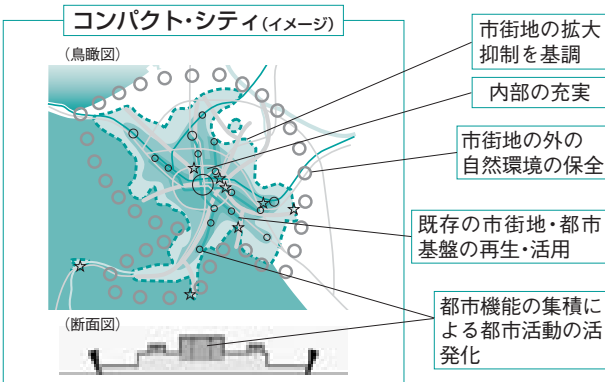 コンパクト・シティ(イメージ)
(鳥瞰図)
(断面図)
市街地の拡大
抑制を基調
内部の充実
市街地の外の
自然環境の保全
既存の市街地・都市
基盤の再生・活用
都市機能の集積に
よる都市活動の活
発化